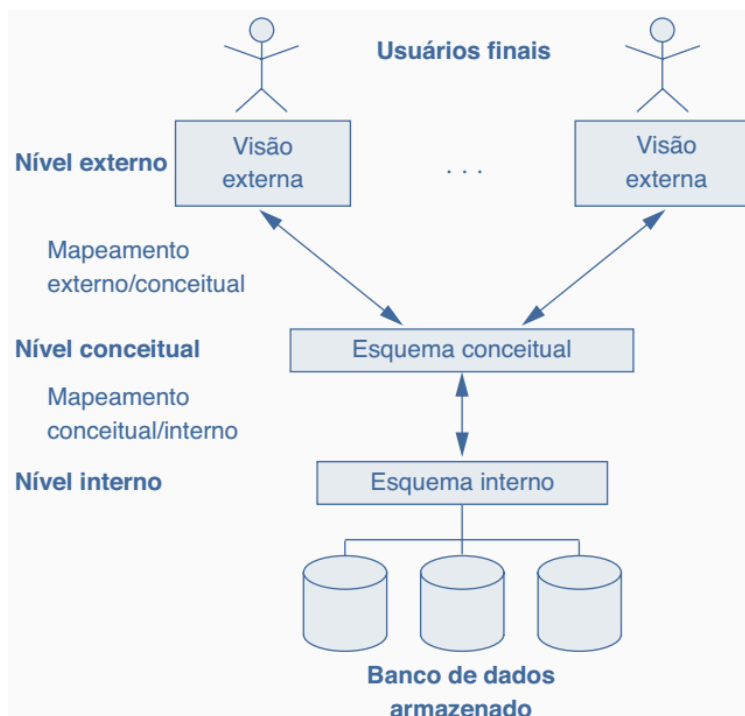 Usuários finais
Nível externo
Visão
externa
. . .
Visão
externa
Mapeamento
externo/conceitual
Nível conceitual
Esquema conceitual
Mapeamento
conceitual/interno
Nível interno
Esquema interno
Banco de dados
armazenado